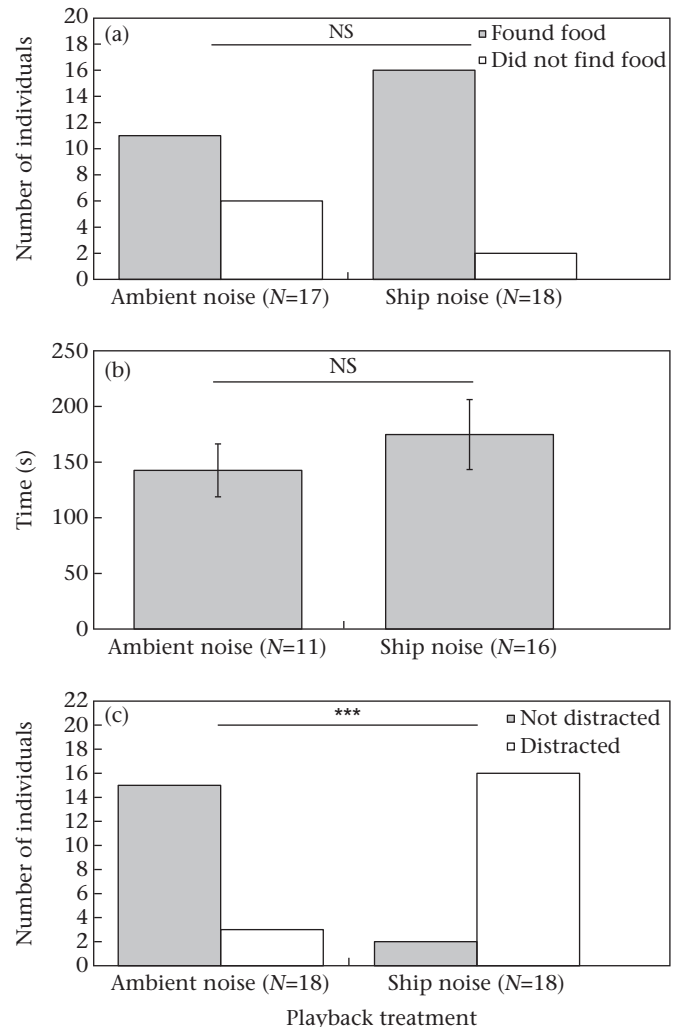 (a)
NS
Found food
Did not find food
Number of individuals
20
18
16
14
12
10
8
6
4
2
0
Ambient noise (N=17)
Ship noise (N=18)
(b)
NS
Time (s)
250
200
150
100
50
0
Ambient noise (N=11)
Ship noise (N=16)
(c)
***
Not distracted
Distracted
Number of individuals
22
20
18
16
14
12
10
8
6
4
2
0
Ambient noise (N=18)
Ship noise (N=18)
Playback treatment